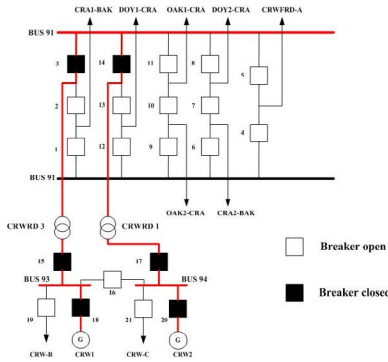 CRA1-BAK DOY1-CRA OAK1-CRA DOY2-CRA CRWFRD-A
BUS 91
3 14 11 8 5
2 13 10 7 4
1 12 9 6
BUS 91
OAK2-CRA CRA2-BAK
CRWRD 3 CRWRD 1
Breaker open
15 17
BUS 93 BUS 94
16
Breaker closed
19 18 21 20
G G
CRW-B CRW1 CRW-C CRW2